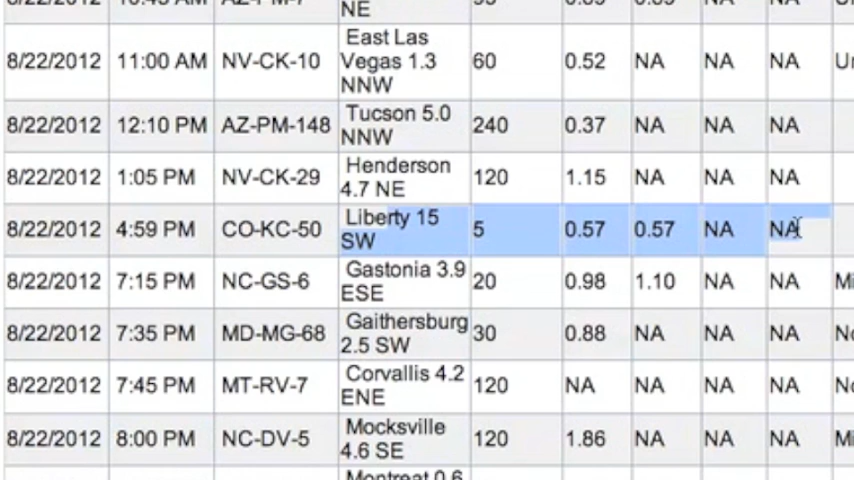 NE
8/22/2012 11:00 AM NV-CK-10 East Las Vegas 1.3 NNW 60 0.52 NA NA NA
8/22/2012 12:10 PM AZ-PM-148 Tucson 5.0 NNW 240 0.37 NA NA NA
8/22/2012 1:05 PM NV-CK-29 Henderson 4.7 NE 120 1.15 NA NA NA
8/22/2012 4:59 PM CO-KC-50 Liberty 15 SW 5 0.57 0.57 NA NA
8/22/2012 7:15 PM NC-GS-6 Gastonia 3.9 ESE 20 0.98 1.10 NA NA
8/22/2012 7:35 PM MD-MG-68 Gaithersburg 2.5 SW 30 0.88 NA NA NA
8/22/2012 7:45 PM MT-RV-7 Corvallis 4.2 ENE 120 NA NA NA NA
8/22/2012 8:00 PM NC-DV-5 Mocksville 4.6 SE 120 1.86 NA NA NA
Montreat 0.6